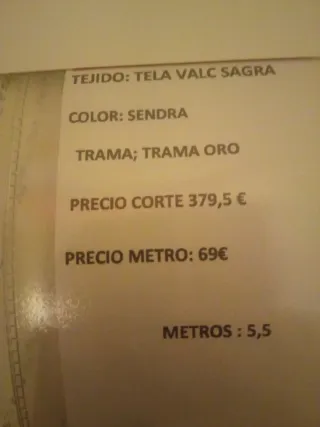 TEJIDO: TELA VALC SAGRA
COLOR: SENDRA
TRAMA; TRAMA ORO
PRECIO CORTE 379,5 €
PRECIO METRO: 69€
METROS : 5,5